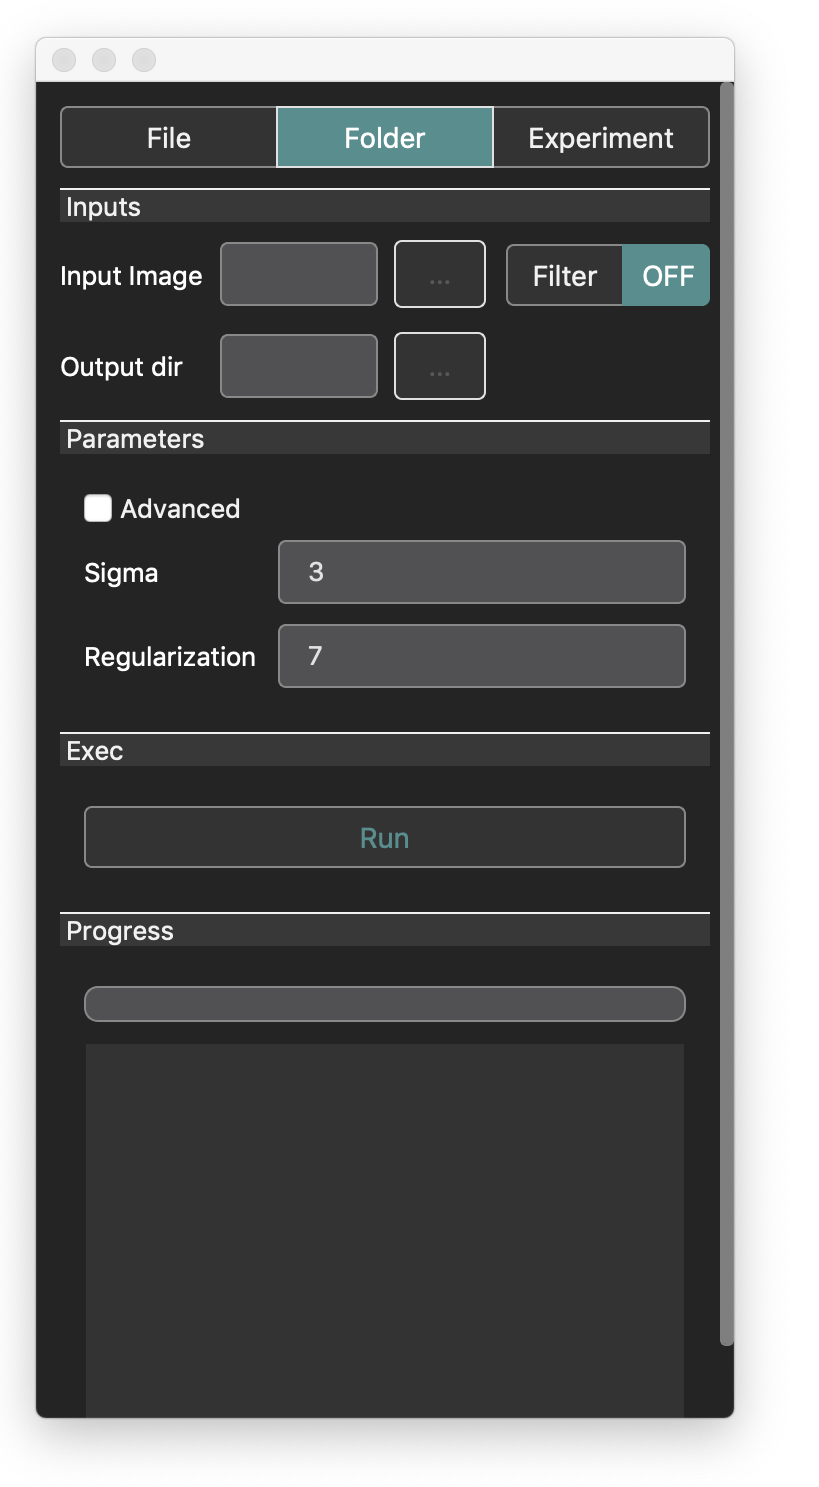 File Folder Experiment
Inputs
Input Image ... Filter OFF
Output dir ...
Parameters
Advanced
Sigma 3
Regularization 7
Exec
Run
Progress